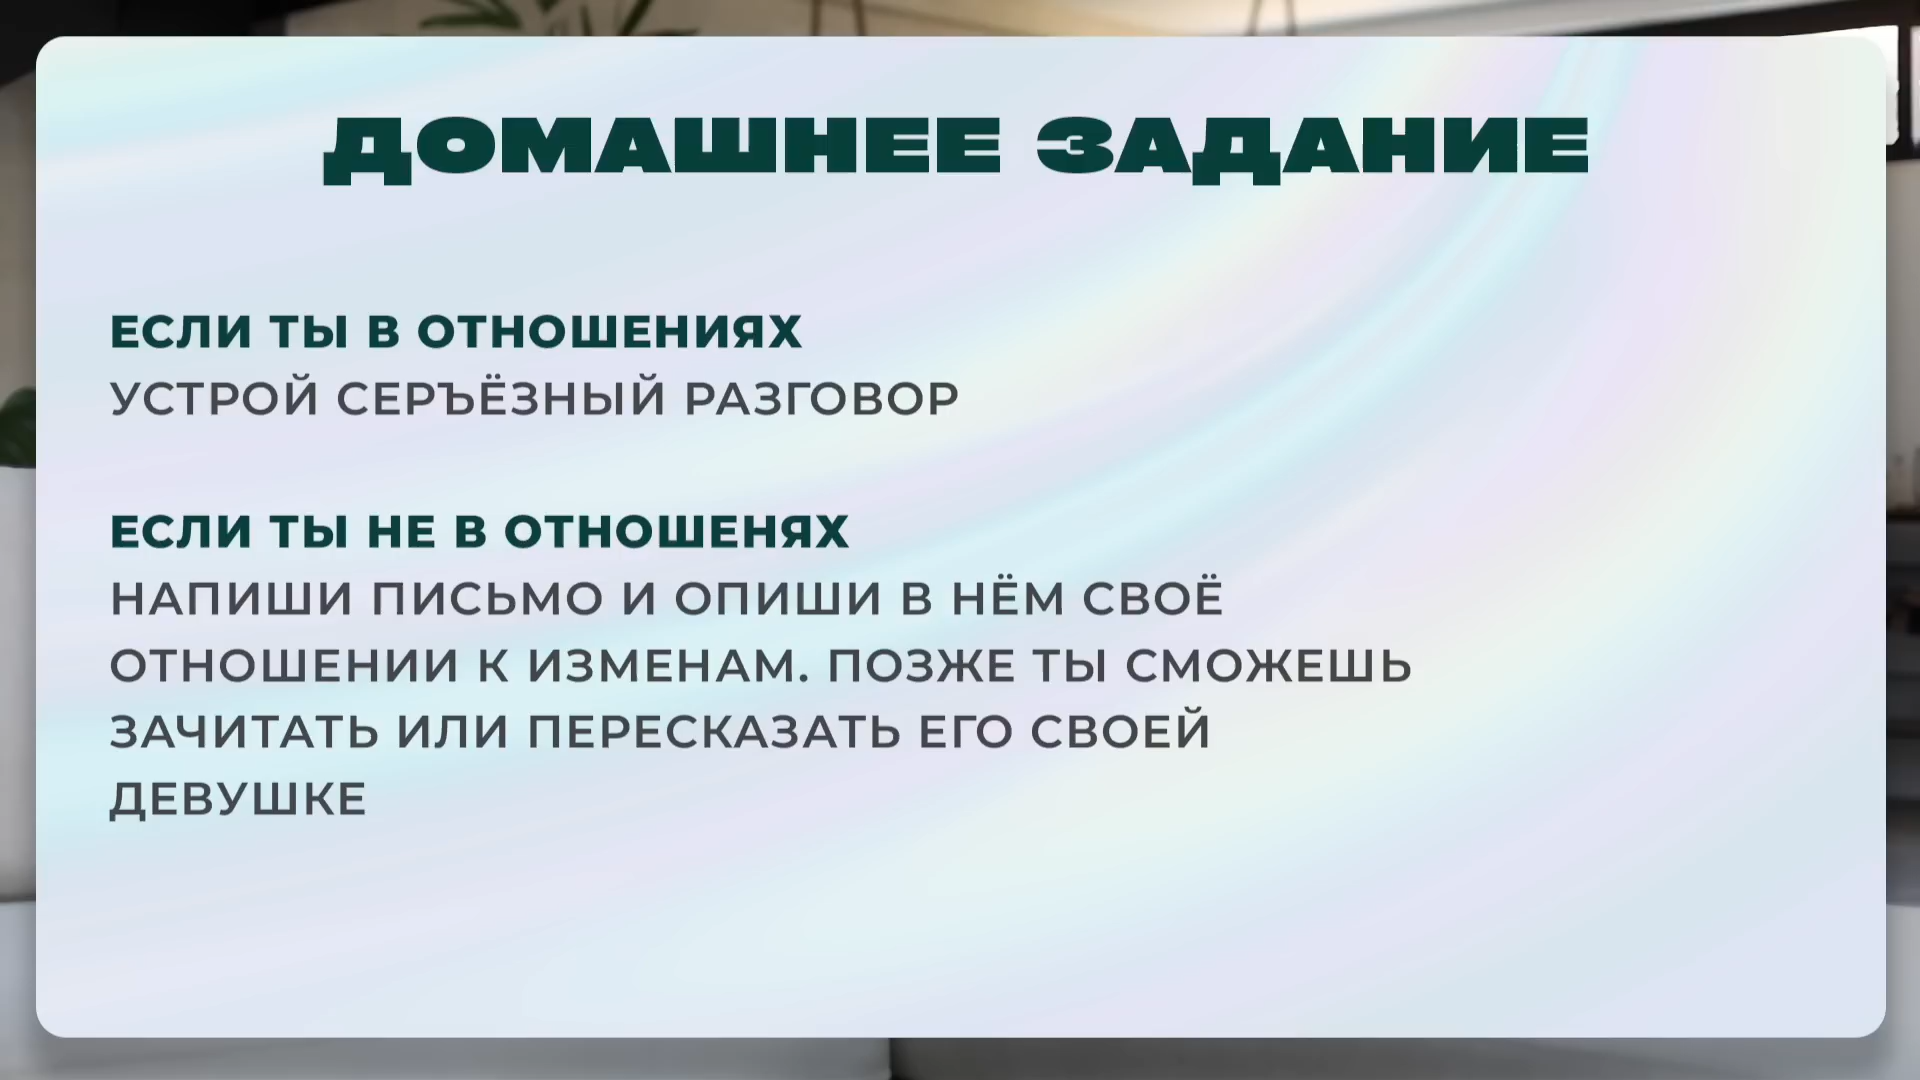 ДОМАШНЕЕ ЗАДАНИЕ
ЕСЛИ ТЫ В ОТНОШЕНИЯХ
УСТРОЙ СЕРЪЁЗНЫЙ РАЗГОВОР
ЕСЛИ ТЫ НЕ В ОТНОШЕНЯХ
НАПИШИ ПИСЬМО И ОПИШИ В НЁМ СВОЁ
ОТНОШЕНИИ К ИЗМЕНАМ. ПОЗЖЕ ТЫ СМОЖЕШЬ
ЗАЧИТАТЬ ИЛИ ПЕРЕСКАЗАТЬ ЕГО СВОЕЙ
ДЕВУШКЕ